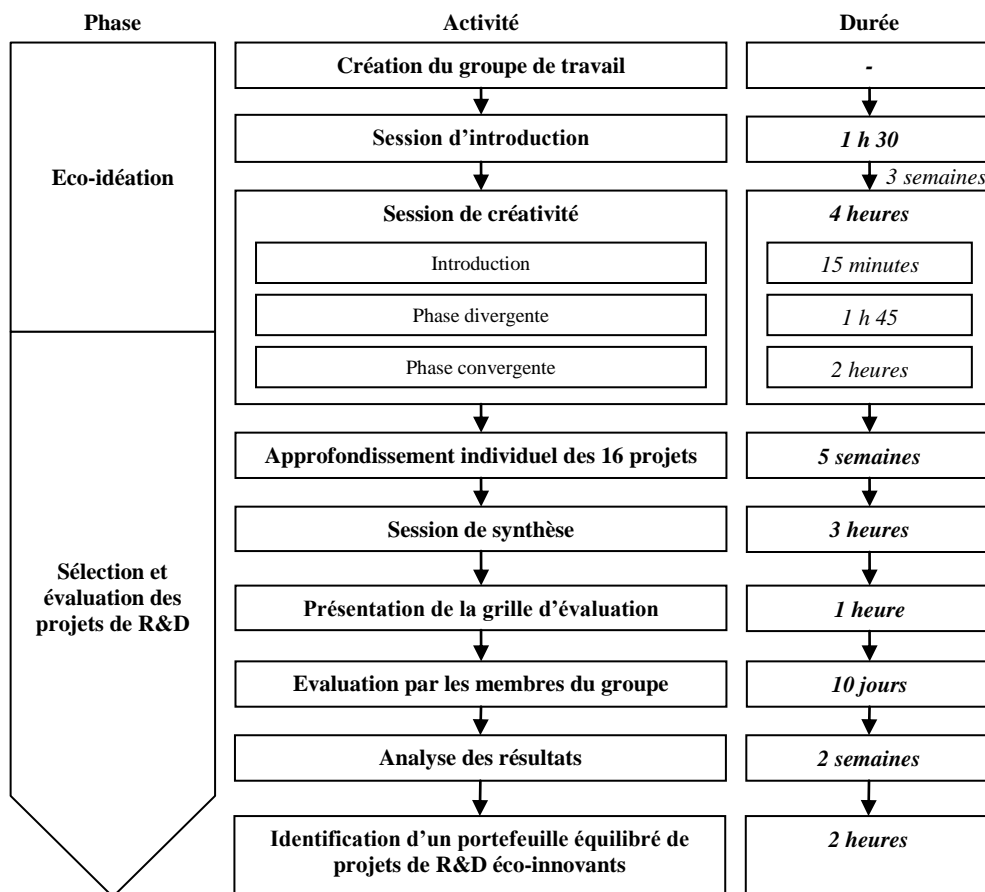 Phase
Activité
Durée
Création du groupe de travail
-
Session d'introduction
1 h 30
Eco-idéation
3 semaines
Session de créativité
4 heures
Introduction
15 minutes
Phase divergente
1 h 45
Phase convergente
2 heures
Approfondissement individuel des 16 projets
5 semaines
Session de synthèse
3 heures
Sélection et
évaluation des
projets de R&D
Présentation de la grille d'évaluation
1 heure
Evaluation par les membres du groupe
10 jours
Analyse des résultats
2 semaines
Identification d'un portefeuille équilibré de
projets de R&D éco-innovants
2 heures